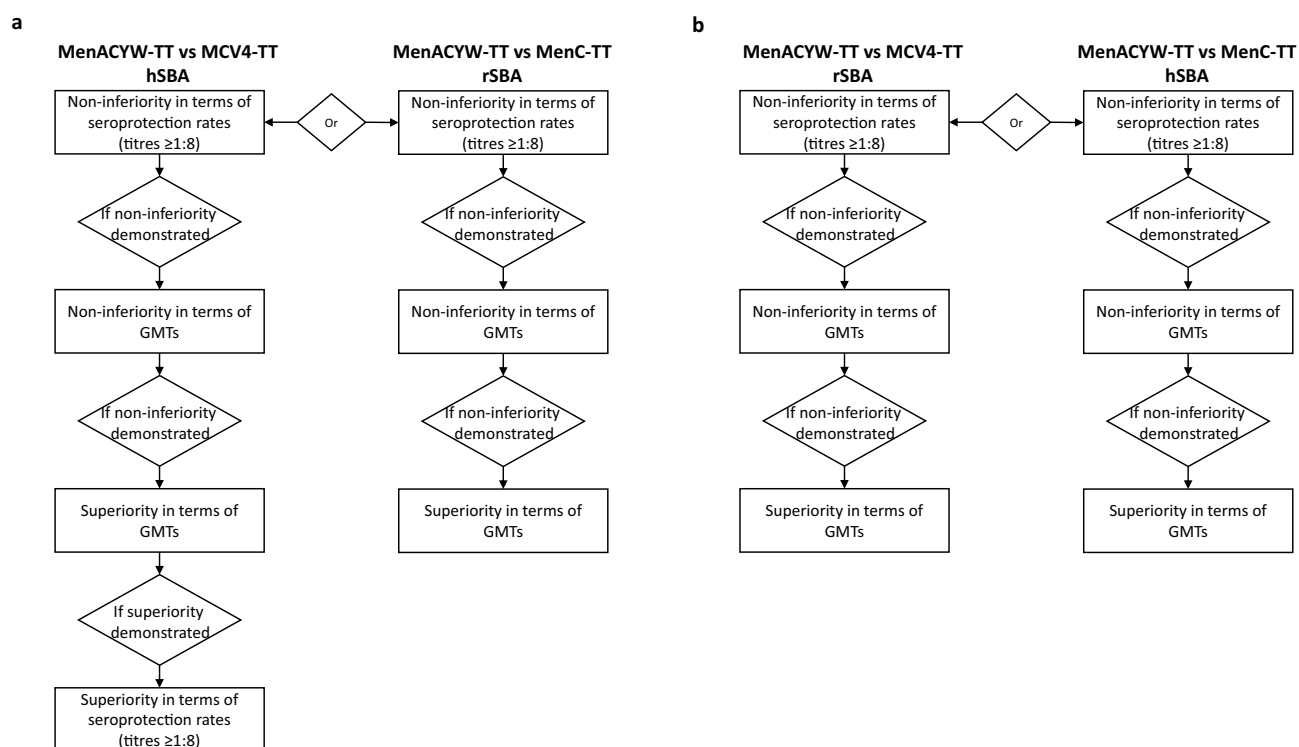 a
MenACYW-TT vs MCV4-TT
hSBA
Non-inferiority in terms of
seroprotection rates
(titres ≥1:8)
If non-inferiority
demonstrated
Non-inferiority in terms of
GMTs
If non-inferiority
demonstrated
Superiority in terms of
GMTs
If superiority
demonstrated
Superiority in terms of
seroprotection rates
(titres ≥1:8)
Or
MenACYW-TT vs MenC-TT
rSBA
Non-inferiority in terms of
seroprotection rates
(titres ≥1:8)
If non-inferiority
demonstrated
Non-inferiority in terms of
GMTs
If non-inferiority
demonstrated
Superiority in terms of
GMTs
b
MenACYW-TT vs MCV4-TT
rSBA
Non-inferiority in terms of
seroprotection rates
(titres ≥1:8)
If non-inferiority
demonstrated
Non-inferiority in terms of
GMTs
If non-inferiority
demonstrated
Superiority in terms of
GMTs
Or
MenACYW-TT vs MenC-TT
hSBA
Non-inferiority in terms of
seroprotection rates
(titres ≥1:8)
If non-inferiority
demonstrated
Non-inferiority in terms of
GMTs
If non-inferiority
demonstrated
Superiority in terms of
GMTs